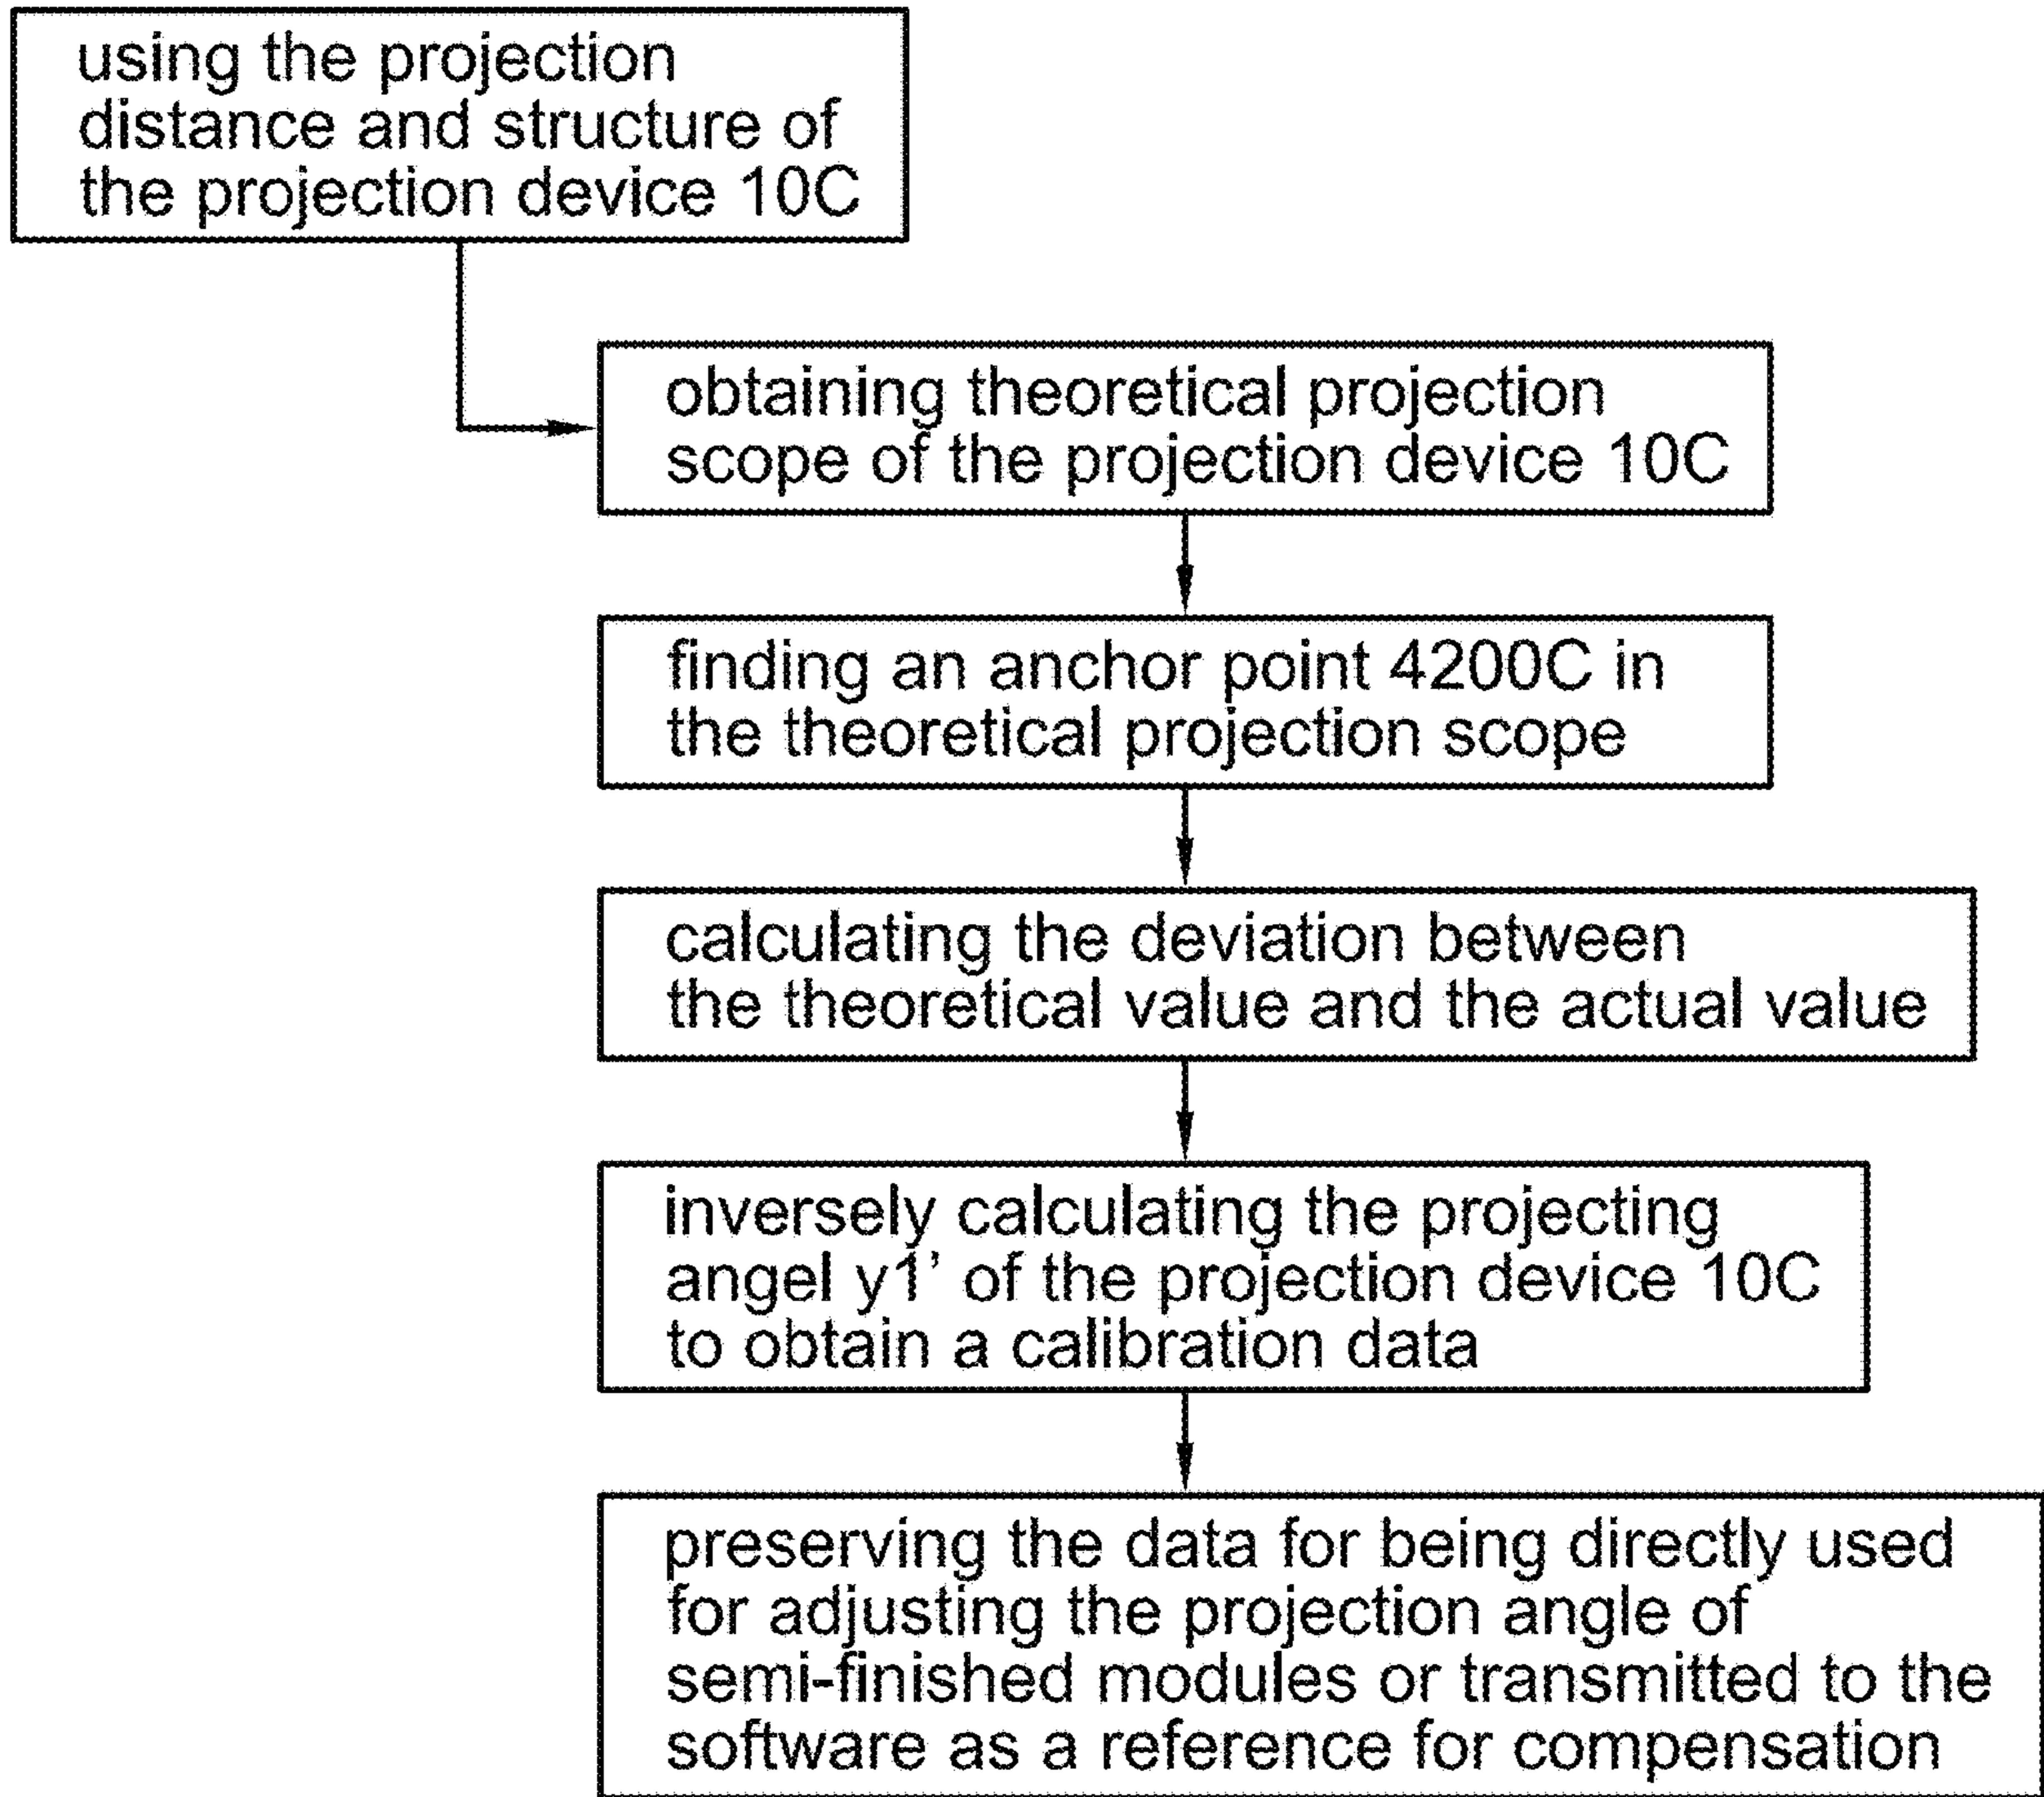 using the projection
distance and structure of
the projection device 10C
obtaining theoretical projection
scope of the projection device 10C
finding an anchor point 4200C in
the theoretical projection scope
calculating the deviation between
the theoretical value and the actual value
inversely calculating the projecting
angel y1’ of the projection device 10C
to obtain a calibration data
preserving the data for being directly used
for adjusting the projection angle of
semi-finished modules or transmitted to the
software as a reference for compensation